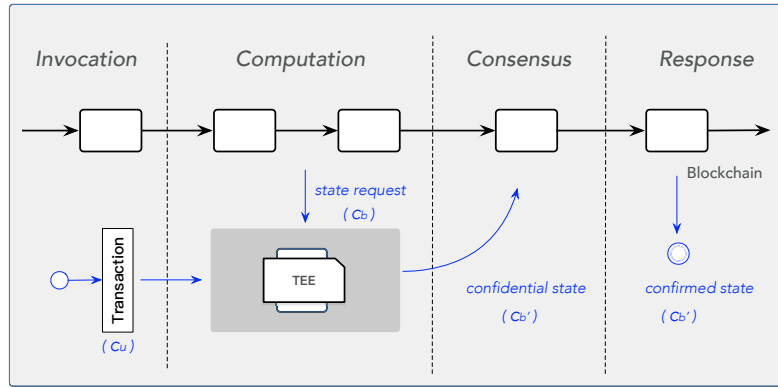 Invocation
Computation
Consensus
Response
Blockchain
state request
( Cb )
Transaction
( Cu )
TEE
confidential state
( Cb’ )
confirmed state
( Cb’ )